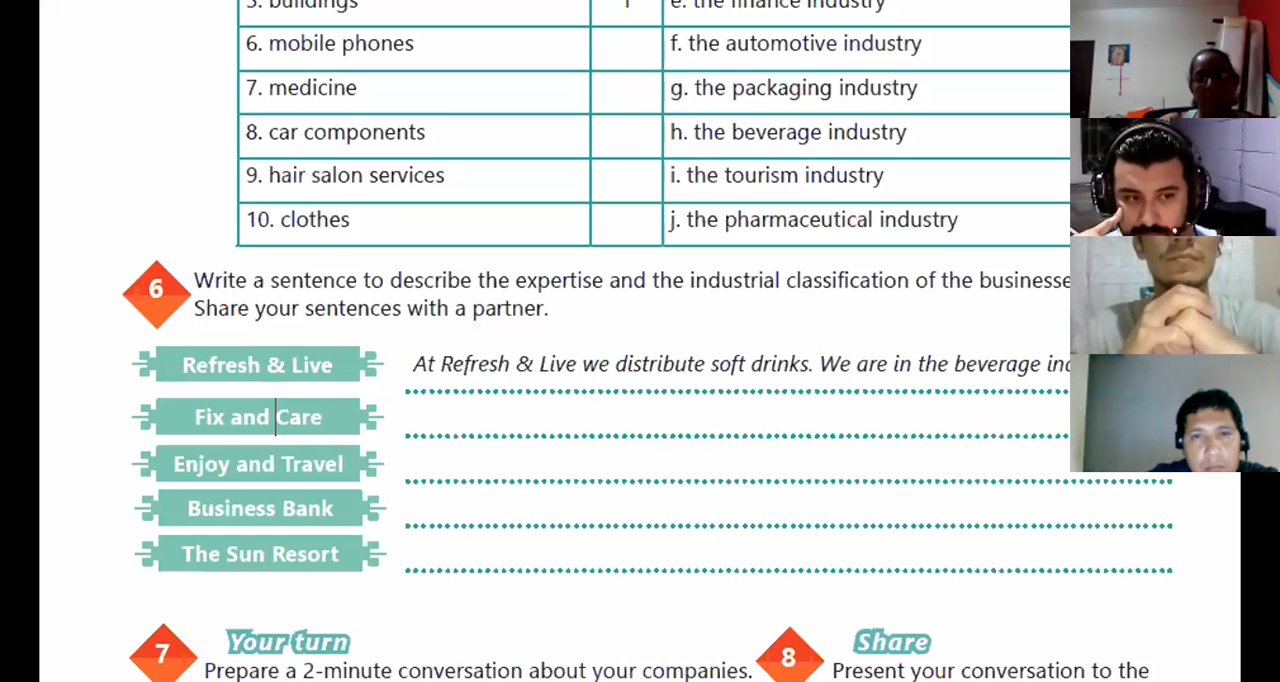 5. buildings e. the finance industry
6. mobile phones f. the automotive industry
7. medicine g. the packaging industry
8. car components h. the beverage industry
9. hair salon services i. the tourism industry
10. clothes j. the pharmaceutical industry
6 Write a sentence to describe the expertise and the industrial classification of the businesse
Share your sentences with a partner.
Refresh & Live At Refresh & Live we distribute soft drinks. We are in the beverage ind
Fix and Care
Enjoy and Travel
Business Bank
The Sun Resort
7 Your turn
Prepare a 2-minute conversation about your companies.
8 Share
Present your conversation to the